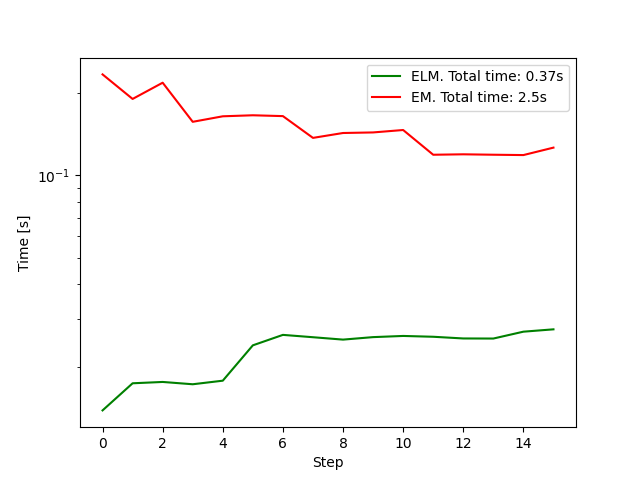 ELM. Total time: 0.37s
EM. Total time: 2.5s
10⁻¹
Time [s]
0 2 4 6 8 10 12 14
Step